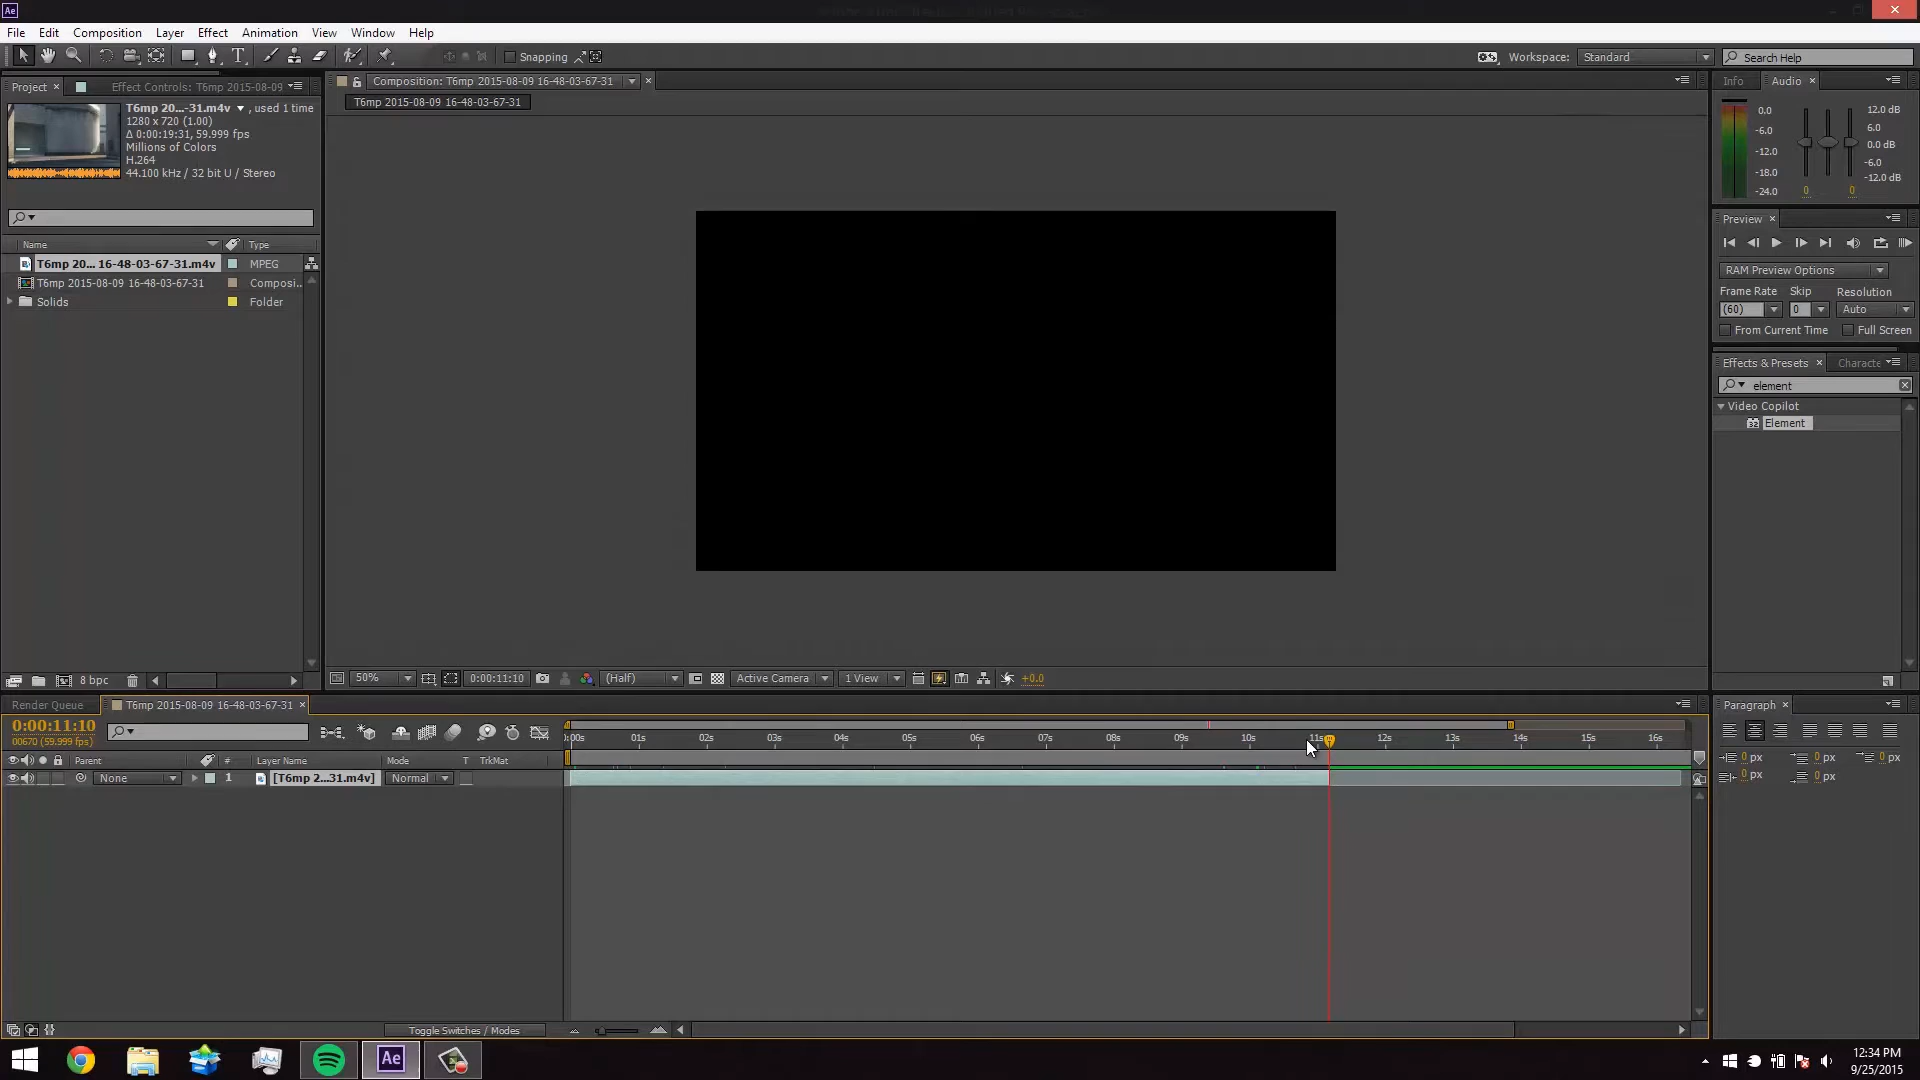 Ae
File Edit Composition Layer Effect Animation View Window Help
T Snapping Workspace: Standard Search Help
Project Effect Controls: T6mp 2015-08-09
T6mp 20...-31.m4v , used 1 time
1280 x 720 (1.00)
Δ 0:00:19:31, 59.999 fps
Millions of Colors
H.264
44.100 kHz / 32 bit U / Stereo
Name Type
T6mp 20... 16-48-03-67-31.m4v MPEG
T6mp 2015-08-09 16-48-03-67-31 Composi...
Solids Folder
8 bpc
Composition: T6mp 2015-08-09 16-48-03-67-31
T6mp 2015-08-09 16-48-03-67-31
50% 0:00:11:10 (Half) Active Camera 1 View +0.0
Info Audio
0.0 12.0 dB
-6.0 6.0
-12.0 0.0 dB
-18.0 -6.0
-24.0 -12.0 dB
0 0
Preview
RAM Preview Options
Frame Rate Skip Resolution
(60) 0 Auto
From Current Time Full Screen
Effects & Presets Characte
element
Video Copilot
32 Element
Render Queue T6mp 2015-08-09 16-48-03-67-31
0:00:11:10
00670 (59.999 fps)
:00s 01s 02s 03s 04s 05s 06s 07s 08s 09s 10s 11s 12s 13s 14s 15s 16s
Parent # Layer Name Mode T TrkMat
None 1 [T6mp 2...31.m4v] Normal
Toggle Switches / Modes
Paragraph
0 px 0 px 0 px
0 px 0 px
Ae
12:34 PM
9/25/2015